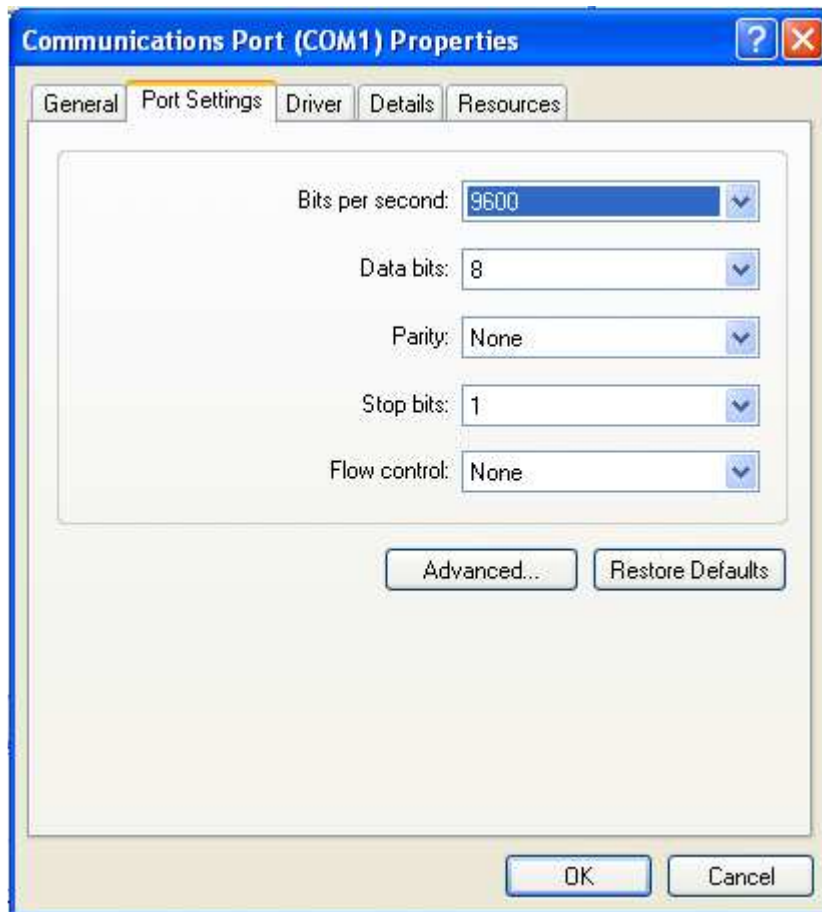 Communications Port (COM1) Properties
General Port Settings Driver Details Resources
Bits per second: 9600
Data bits: 8
Parity: None
Stop bits: 1
Flow control: None
Advanced... Restore Defaults
OK Cancel